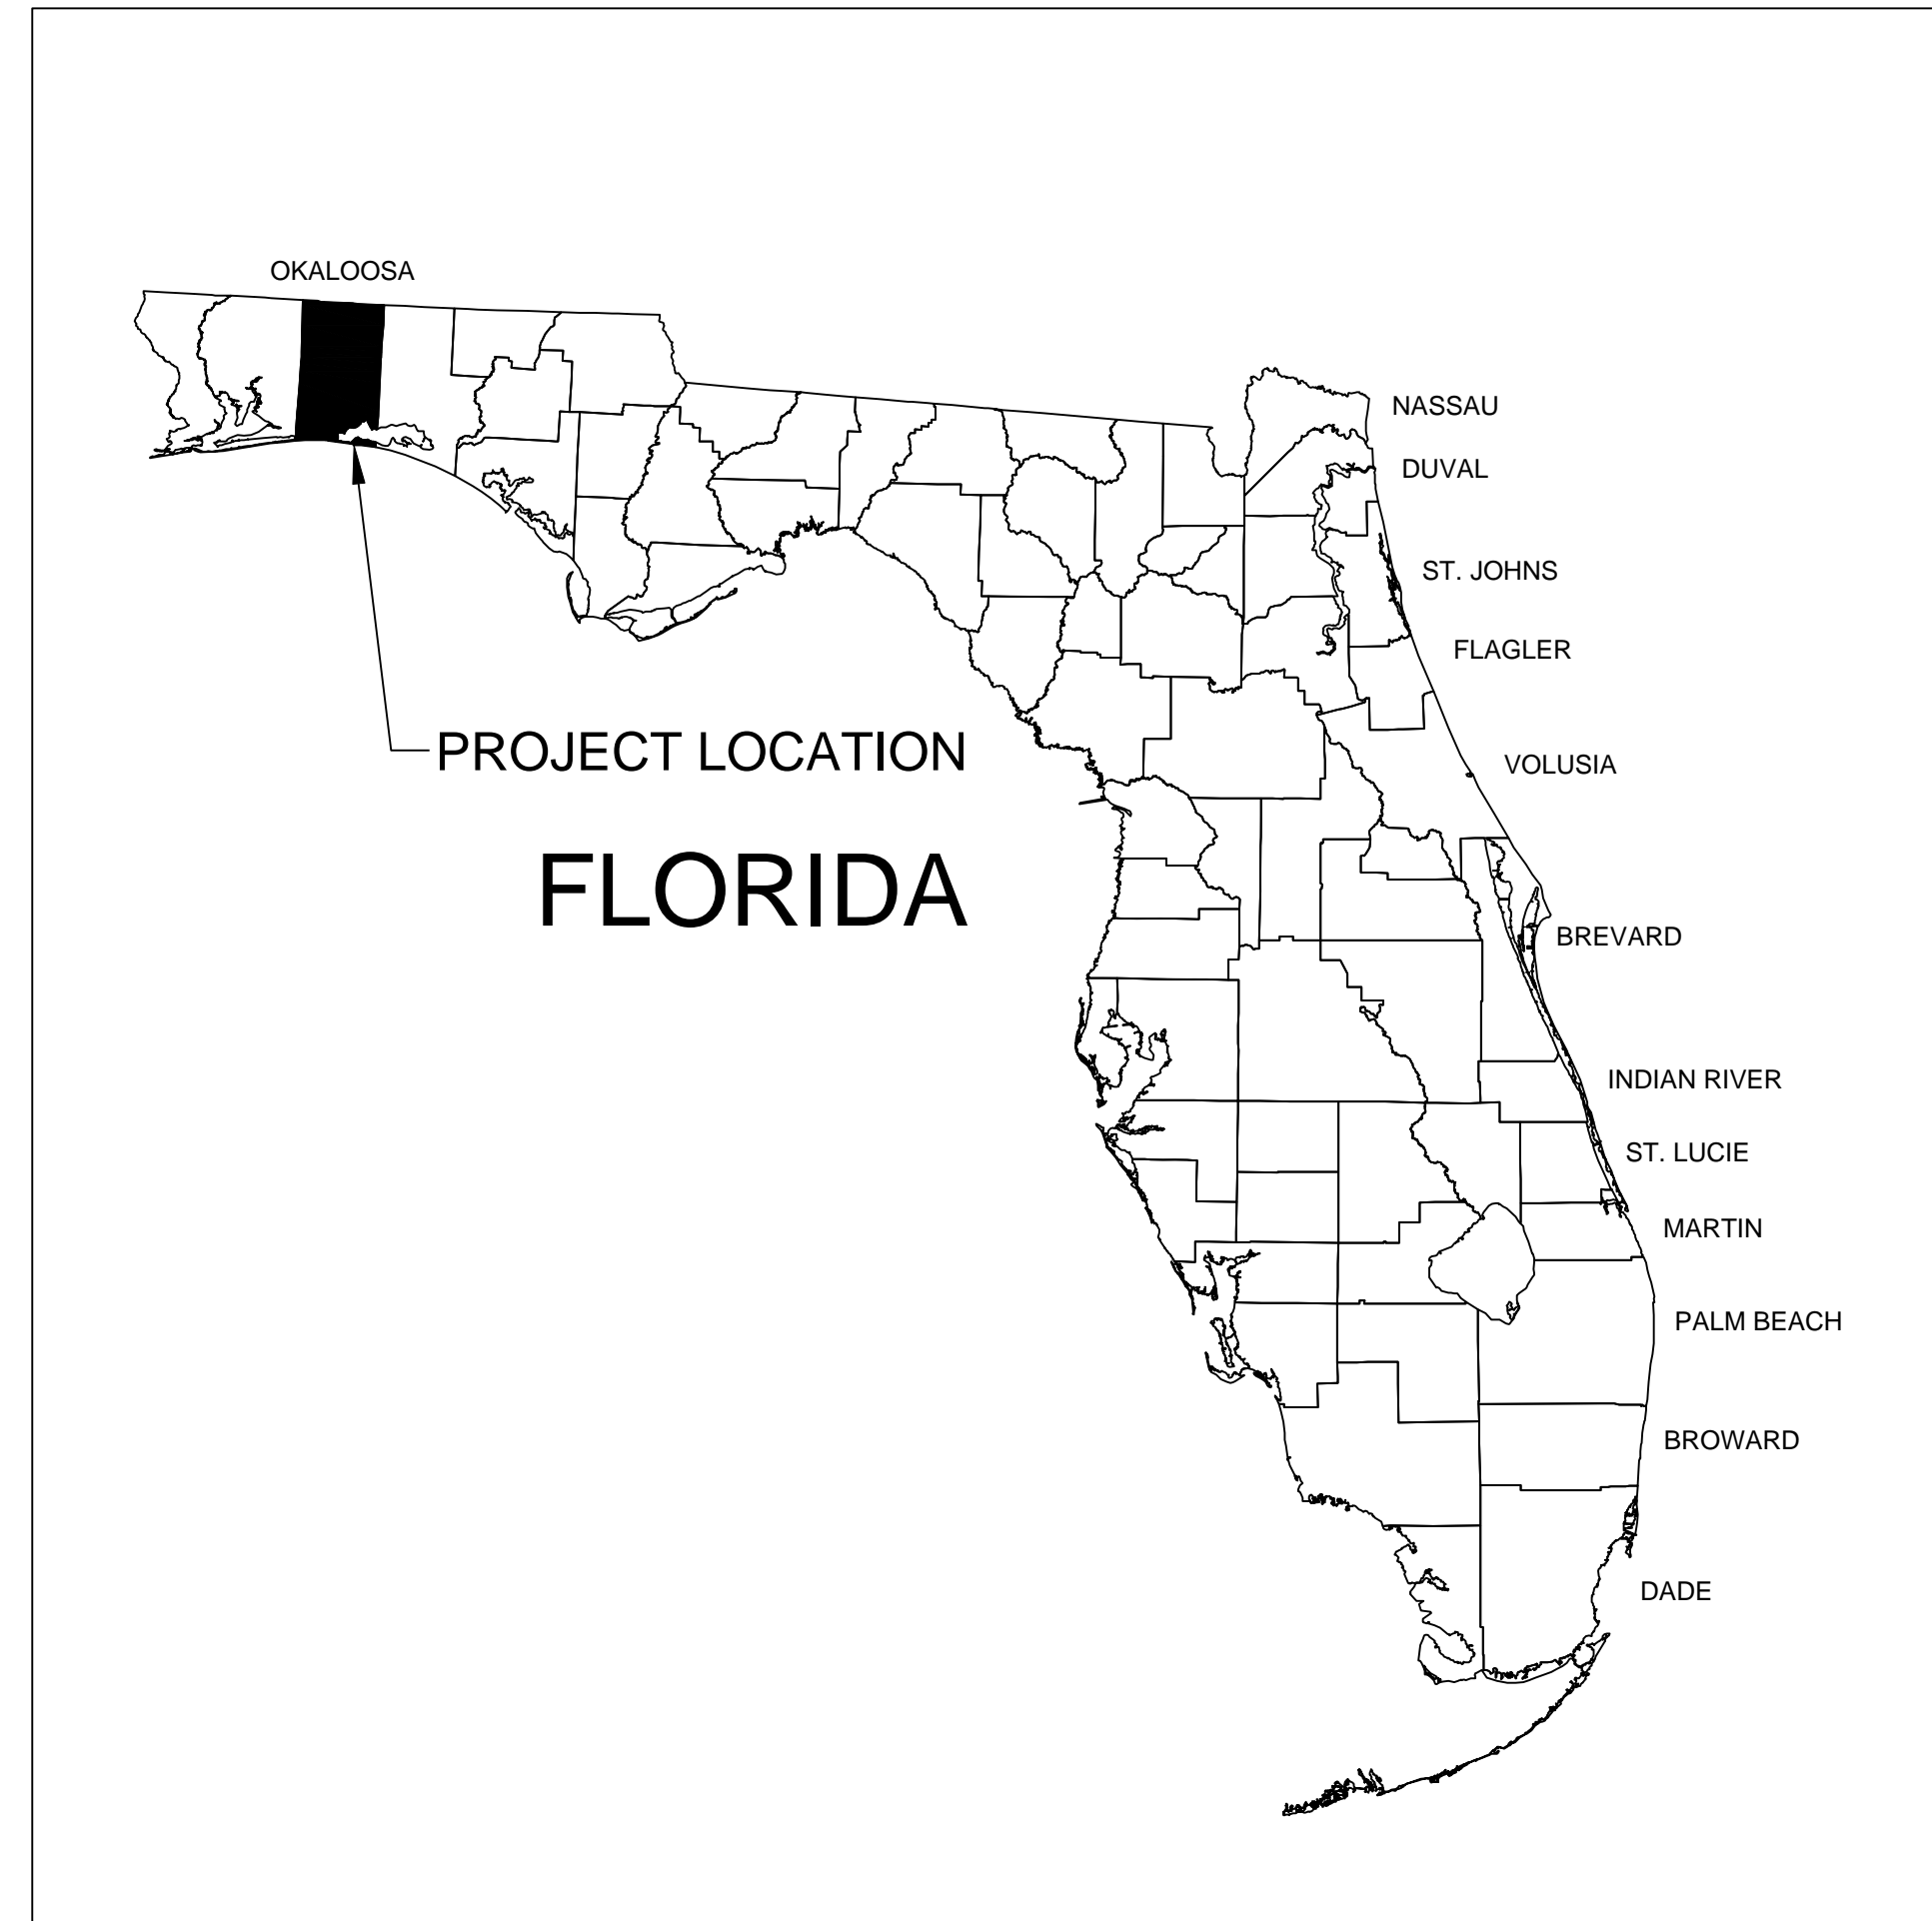 OKALOOSA
NASSAU
DUVAL
ST. JOHNS
FLAGLER
PROJECT LOCATION
VOLUSIA
FLORIDA
BREVARD
INDIAN RIVER
ST. LUCIE
MARTIN
PALM BEACH
BROWARD
DADE